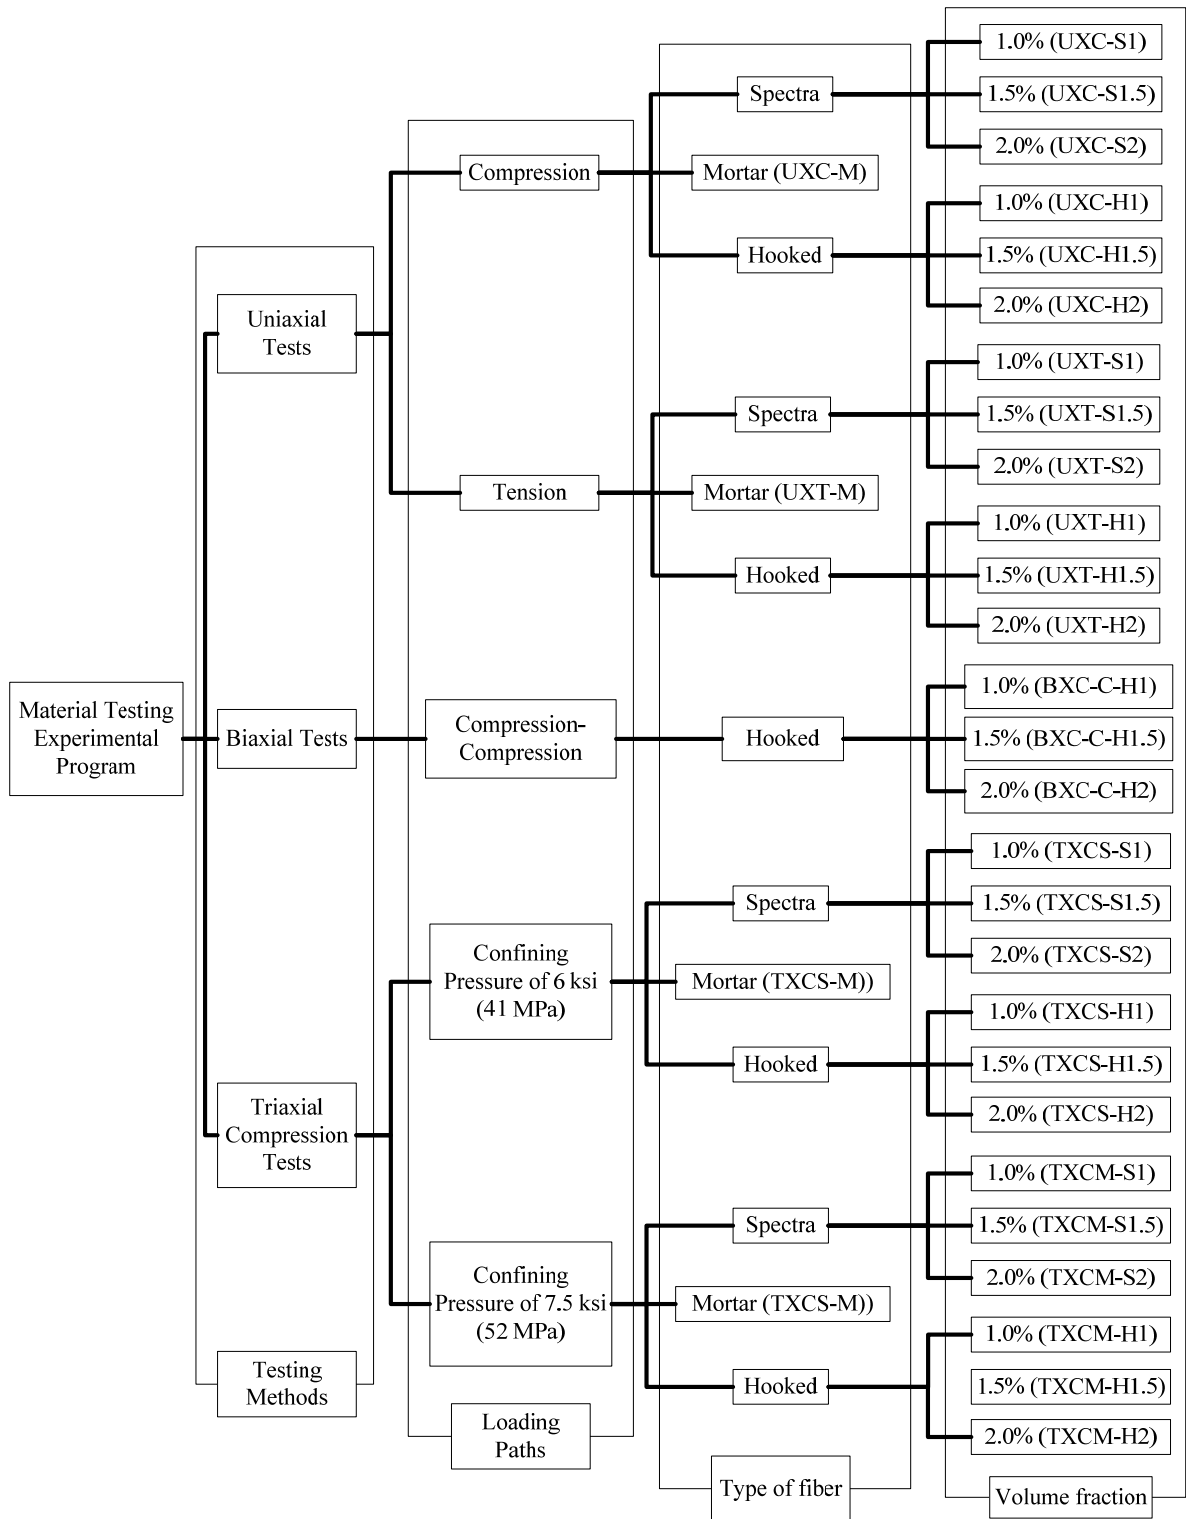 Material Testing
Experimental
Program
Uniaxial
Tests
Biaxial Tests
Triaxial
Compression
Tests
Testing
Methods
Compression
Tension
Compression-
Compression
Confining
Pressure of 6 ksi
(41 MPa)
Confining
Pressure of 7.5 ksi
(52 MPa)
Loading
Paths
Spectra
Mortar (UXC-M)
Hooked
Spectra
Mortar (UXT-M)
Hooked
Hooked
Spectra
Mortar (TXCS-M))
Hooked
Spectra
Mortar (TXCS-M))
Hooked
Type of fiber
1.0% (UXC-S1)
1.5% (UXC-S1.5)
2.0% (UXC-S2)
1.0% (UXC-H1)
1.5% (UXC-H1.5)
2.0% (UXC-H2)
1.0% (UXT-S1)
1.5% (UXT-S1.5)
2.0% (UXT-S2)
1.0% (UXT-H1)
1.5% (UXT-H1.5)
2.0% (UXT-H2)
1.0% (BXC-C-H1)
1.5% (BXC-C-H1.5)
2.0% (BXC-C-H2)
1.0% (TXCS-S1)
1.5% (TXCS-S1.5)
2.0% (TXCS-S2)
1.0% (TXCS-H1)
1.5% (TXCS-H1.5)
2.0% (TXCS-H2)
1.0% (TXCM-S1)
1.5% (TXCM-S1.5)
2.0% (TXCM-S2)
1.0% (TXCM-H1)
1.5% (TXCM-H1.5)
2.0% (TXCM-H2)
Volume fraction